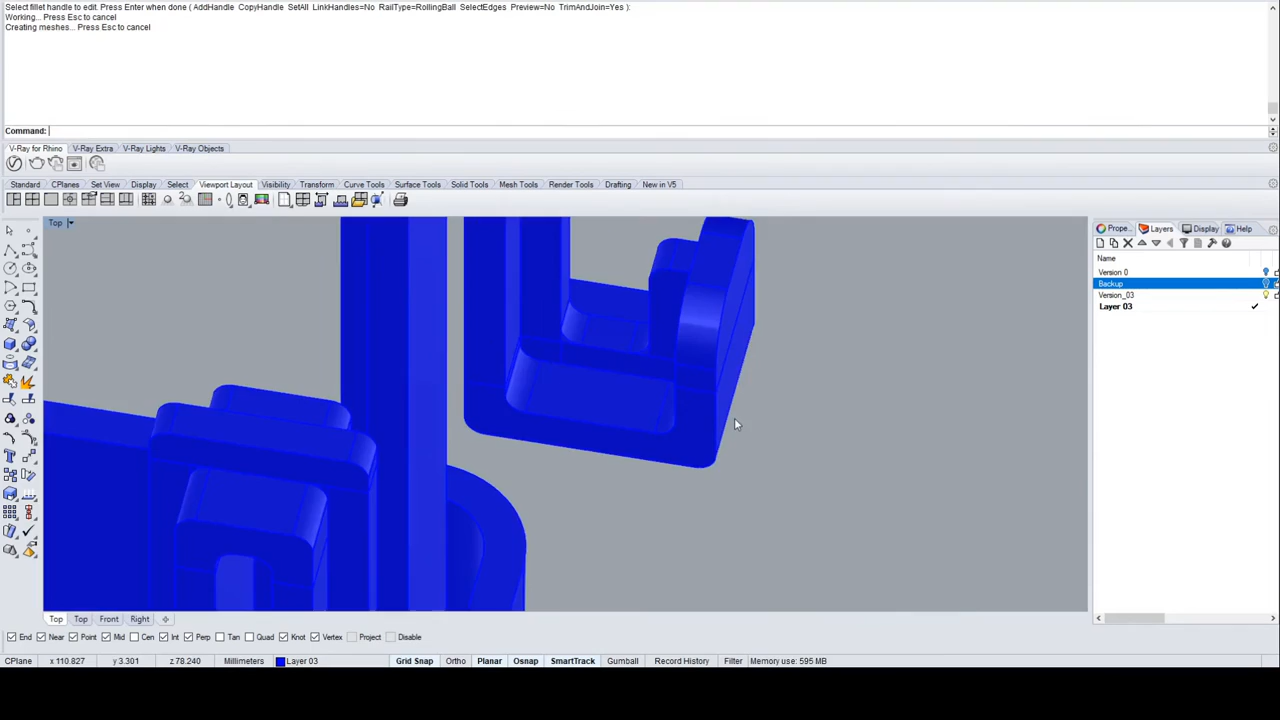 Select fillet handle to edit. Press Enter when done ( AddHandle CopyHandle SetAll LinkHandles=No RailType=RollingBall SelectEdges Preview=No TrimAndJoin=Yes ):
Working... Press Esc to cancel
Creating meshes... Press Esc to cancel
Command:
V-Ray for Rhino V-Ray Extra V-Ray Lights V-Ray Objects
Standard CPlanes Set View Display Select Viewport Layout Visibility Transform Curve Tools Surface Tools Solid Tools Mesh Tools Render Tools Drafting New in V5
Top
Prope... Layers Display Help
Name
Version 0
Backup
Version_03
Layer 03
Top Top Front Right
End Near Point Mid Cen Int Perp Tan Quad Knot Vertex Project Disable
CPlane x 110.827 y 3.301 z 78.240 Millimeters Layer 03 Grid Snap Ortho Planar Osnap SmartTrack Gumball Record History Filter Memory use: 595 MB